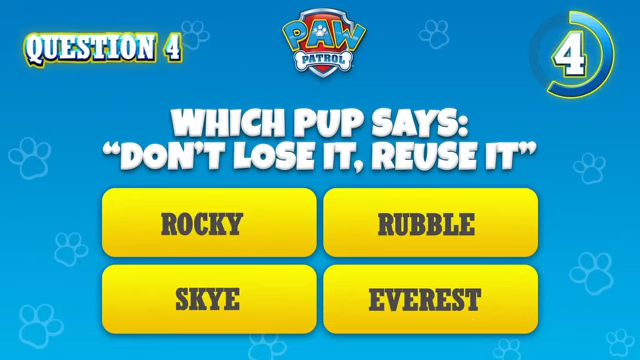 QUESTION 4
PAW
PATROL
4
WHICH PUP SAYS:
“DON’T LOSE IT, REUSE IT”
ROCKY
RUBBLE
SKYE
EVEREST